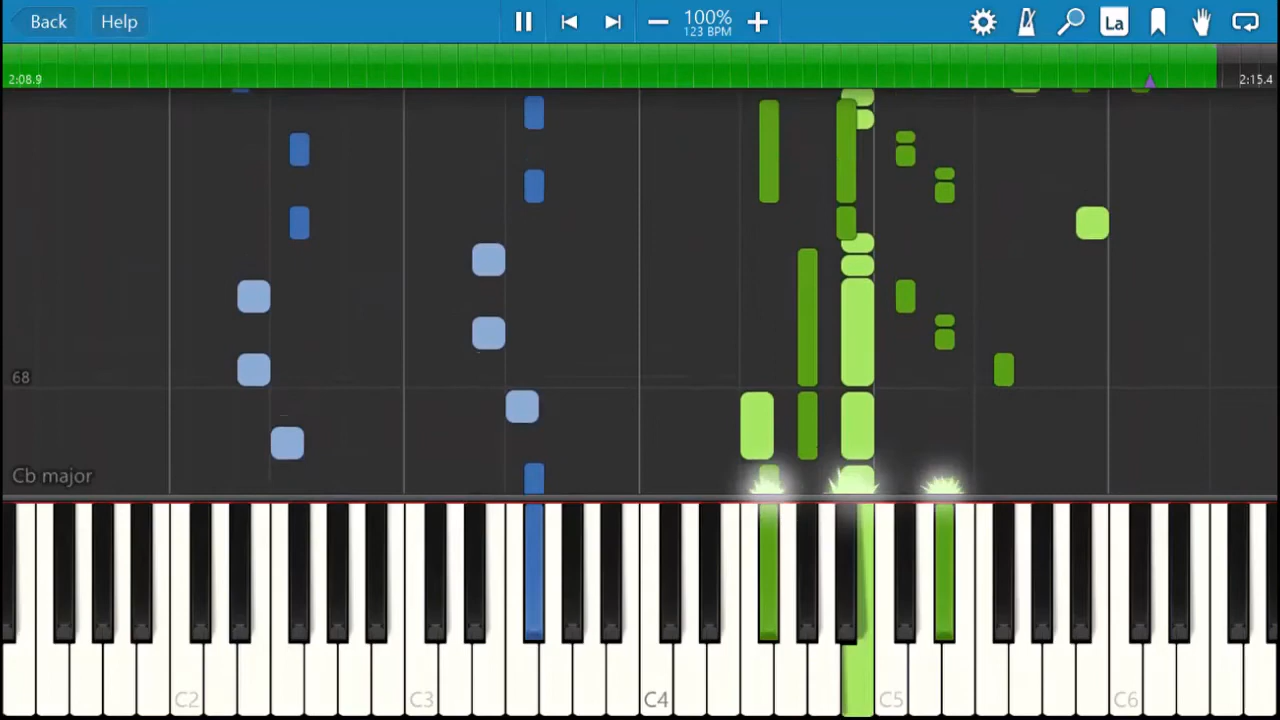 Back
Help
100%
123 BPM
La
2:08.9
2:15.4
68
Cb major
C2
C3
C4
C5
C6